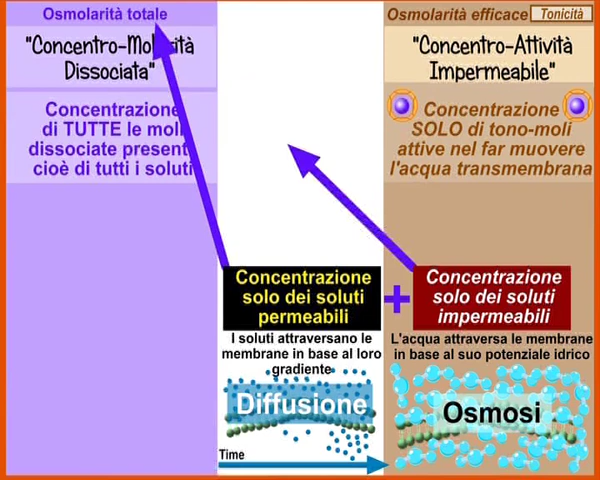 Osmolarità totale
"Concentro-Molarità
Dissociata"
Concentrazione
di TUTTE le moli
dissociate presenti
cioè di tutti i soluti
Osmolarità efficace
Tonicità
"Concentro-Attività
Impermeabile"
Concentrazione
SOLO di tono-moli
attive nel far muovere
l'acqua transmembrana
Concentrazione
solo dei soluti
permeabili
+
Concentrazione
solo dei soluti
impermeabili
I soluti attraversano le
membrane in base al loro
gradiente
Diffusione
Time
L'acqua attraversa le membrane
in base al suo potenziale idrico
Osmosi